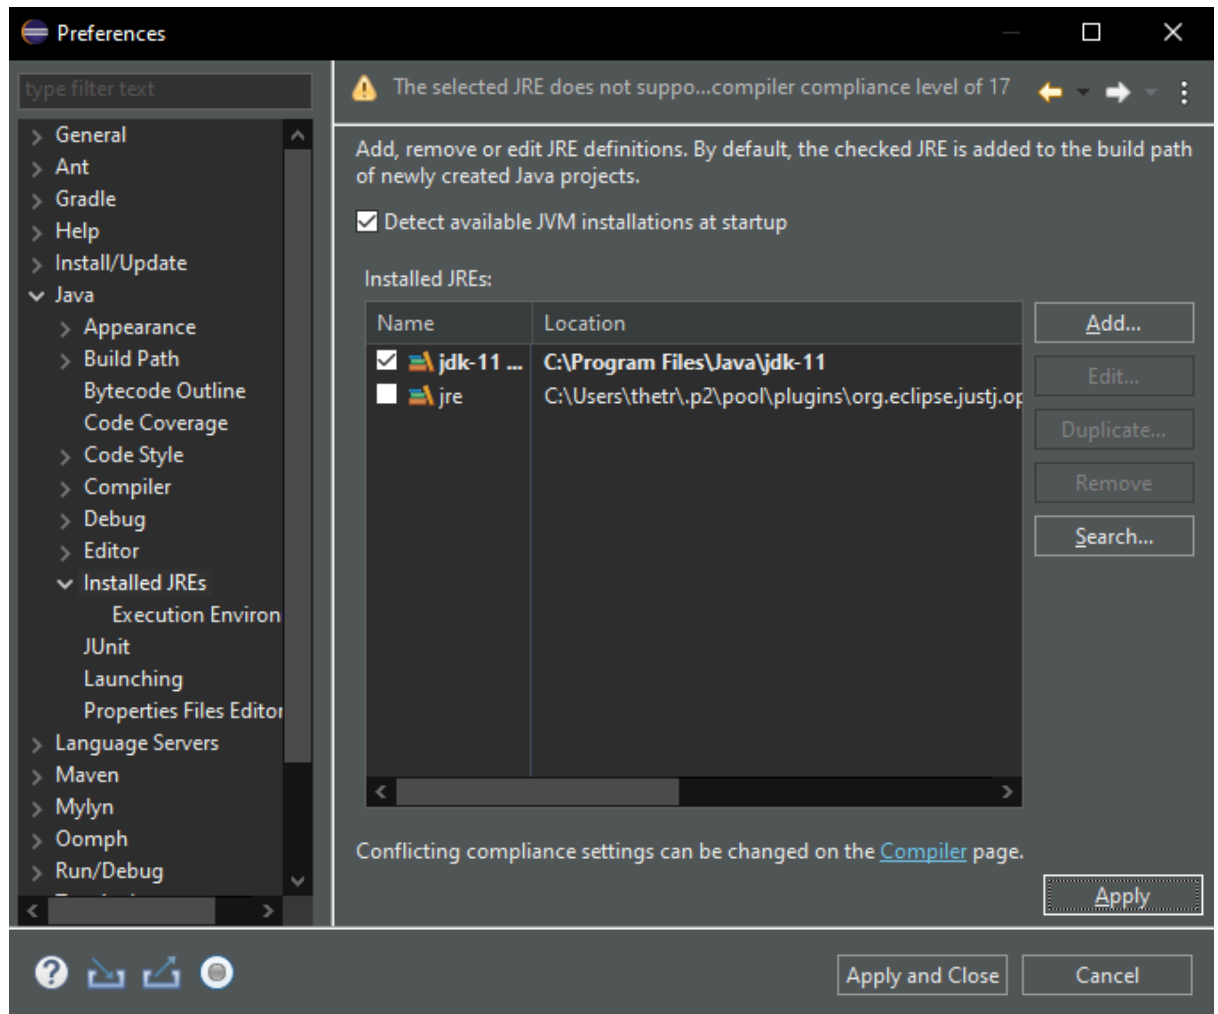 Preferences
type filter text
The selected JRE does not suppo...compiler compliance level of 17
General
Ant
Gradle
Help
Install/Update
Java
Appearance
Build Path
Bytecode Outline
Code Coverage
Code Style
Compiler
Debug
Editor
Installed JREs
Execution Environ
JUnit
Launching
Properties Files Editor
Language Servers
Maven
Mylyn
Oomph
Run/Debug
Add, remove or edit JRE definitions. By default, the checked JRE is added to the build path
of newly created Java projects.
Detect available JVM installations at startup
Installed JREs:
Name Location
jdk-11 ... C:\Program Files\Java\jdk-11
jre C:\Users\thetr\.p2\pool\plugins\org.eclipse.justj.op
Add...
Edit...
Duplicate...
Remove
Search...
Conflicting compliance settings can be changed on the Compiler page.
Apply
Apply and Close Cancel